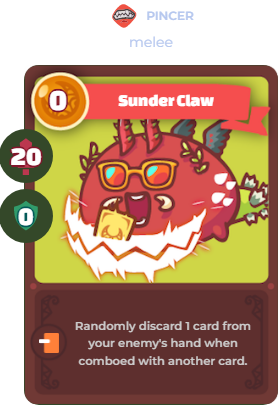 PINCER
melee
0
Sunder Claw
20
0
Randomly discard 1 card from
your enemy's hand when
comboed with another card.